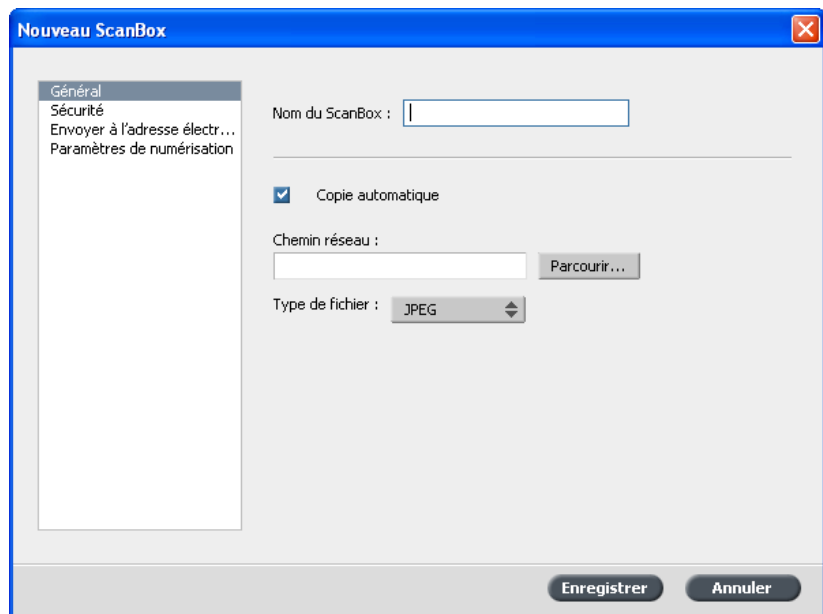 Nouveau ScanBox
Général
Sécurité
Envoyer à l'adresse électr...
Paramètres de numérisation
Nom du ScanBox :
Copie automatique
Chemin réseau :
Parcourir...
Type de fichier :
JPEG
Enregistrer
Annuler